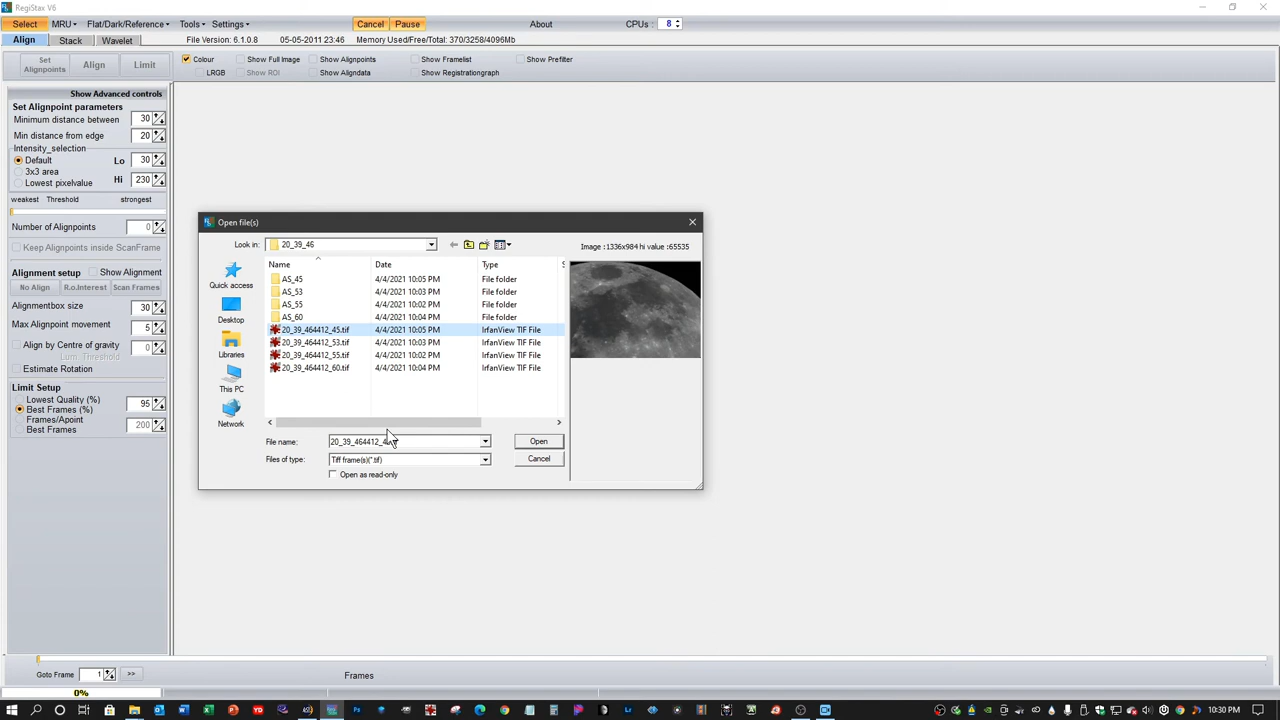 RegiStax V6
Select MRU Flat/Dark/Reference Tools Settings Cancel Pause About CPUs : 8
Align Stack Wavelet File Version: 6.1.0.8 05-05-2011 23:46 Memory Used/Free/Total: 370/3258/4096Mb
Set Alignpoints Align Limit
Colour Show Full Image Show Alignpoints Show Framelist Show Prefilter
LRGB Show ROI Show Aligndata Show Registrationgraph
Show Advanced controls
Set Alignpoint parameters
Minimum distance between 30
Min distance from edge 20
Intensity_selection
Default Lo 30
3x3 area
Lowest pixelvalue Hi 230
weakest Threshold strongest
Number of Alignpoints 0
Keep Alignpoints inside ScanFrame
Alignment setup Show Alignment
No Align R.o.Interest Scan Frames
Alignmentbox size 30
Max Alignpoint movement 5
Align by Centre of gravity 0
Lum. Threshold
Estimate Rotation
Limit Setup
Lowest Quality (%)
Best Frames (%) 95
Frames/Apoint
Best Frames 200
Open file(s)
Look in: 20_39_46 Image :1336x984 hi value :65535
Name Date Type S
AS_45 4/4/2021 10:05 PM File folder
AS_53 4/4/2021 10:03 PM File folder
AS_55 4/4/2021 10:02 PM File folder
AS_60 4/4/2021 10:04 PM File folder
20_39_464412_45.tif 4/4/2021 10:05 PM IrfanView TIF File
20_39_464412_53.tif 4/4/2021 10:03 PM IrfanView TIF File
20_39_464412_55.tif 4/4/2021 10:02 PM IrfanView TIF File
20_39_464412_60.tif 4/4/2021 10:04 PM IrfanView TIF File
Quick access
Desktop
Libraries
This PC
Network
File name: Open
Files of type: Tiff frame(s)(*.tif) Cancel
Open as read-only
Goto Frame 1 >> Frames
0%
10:30 PM